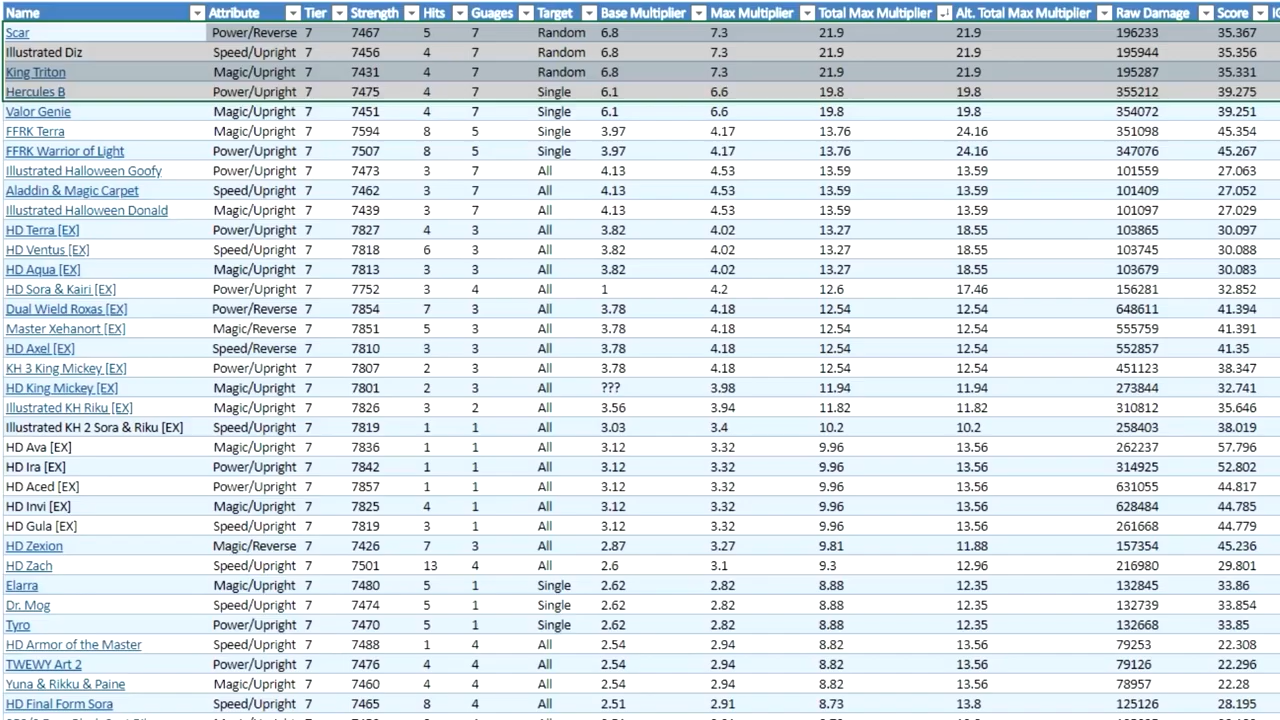 Name Attribute Tier Strength Hits Guages Target Base Multiplier Max Multiplier Total Max Multiplier Alt. Total Max Multiplier Raw Damage Score
Scar Power/Reverse 7 7467 5 7 Random 6.8 7.3 21.9 21.9 196233 35.367
Illustrated Diz Speed/Upright 7 7456 4 7 Random 6.8 7.3 21.9 21.9 195944 35.356
King Triton Magic/Upright 7 7431 4 7 Random 6.8 7.3 21.9 21.9 195287 35.331
Hercules B Power/Upright 7 7475 4 7 Single 6.1 6.6 19.8 19.8 355212 39.275
Valor Genie Magic/Upright 7 7451 4 7 Single 6.1 6.6 19.8 19.8 354072 39.251
FFRK Terra Magic/Upright 7 7594 8 5 Single 3.97 4.17 13.76 24.16 351098 45.354
FFRK Warrior of Light Power/Upright 7 7507 8 5 Single 3.97 4.17 13.76 24.16 347076 45.267
Illustrated Halloween Goofy Power/Upright 7 7473 3 7 All 4.13 4.53 13.59 13.59 101559 27.063
Aladdin & Magic Carpet Speed/Upright 7 7462 3 7 All 4.13 4.53 13.59 13.59 101409 27.052
Illustrated Halloween Donald Magic/Upright 7 7439 3 7 All 4.13 4.53 13.59 13.59 101097 27.029
HD Terra [EX] Power/Upright 7 7827 4 3 All 3.82 4.02 13.27 18.55 103865 30.097
HD Ventus [EX] Speed/Upright 7 7818 6 3 All 3.82 4.02 13.27 18.55 103745 30.088
HD Aqua [EX] Magic/Upright 7 7813 3 3 All 3.82 4.02 13.27 18.55 103679 30.083
HD Sora & Kairi [EX] Power/Upright 7 7752 3 4 All 1 4.2 12.6 17.46 156281 32.852
Dual Wield Roxas [EX] Power/Reverse 7 7854 7 3 All 3.78 4.18 12.54 12.54 648611 41.394
Master Xehanort [EX] Magic/Reverse 7 7851 5 3 All 3.78 4.18 12.54 12.54 555759 41.391
HD Axel [EX] Speed/Reverse 7 7810 3 3 All 3.78 4.18 12.54 12.54 552857 41.35
KH 3 King Mickey [EX] Power/Upright 7 7807 2 3 All 3.78 4.18 12.54 12.54 451123 38.347
HD King Mickey [EX] Magic/Upright 7 7801 2 3 All ??? 3.98 11.94 11.94 273844 32.741
Illustrated KH Riku [EX] Magic/Upright 7 7826 3 2 All 3.56 3.94 11.82 11.82 310812 35.646
Illustrated KH 2 Sora & Riku [EX] Speed/Upright 7 7819 1 1 All 3.03 3.4 10.2 10.2 258403 38.019
HD Ava [EX] Magic/Upright 7 7836 1 1 All 3.12 3.32 9.96 13.56 262237 57.796
HD Ira [EX] Power/Upright 7 7842 1 1 All 3.12 3.32 9.96 13.56 314925 52.802
HD Aced [EX] Power/Upright 7 7857 1 1 All 3.12 3.32 9.96 13.56 631055 44.817
HD Invi [EX] Magic/Upright 7 7825 4 1 All 3.12 3.32 9.96 13.56 628484 44.785
HD Gula [EX] Speed/Upright 7 7819 3 1 All 3.12 3.32 9.96 13.56 261668 44.779
HD Zexion Magic/Reverse 7 7426 7 3 All 2.87 3.27 9.81 11.88 157354 45.236
HD Zach Speed/Upright 7 7501 13 4 All 2.6 3.1 9.3 12.96 216980 29.801
Elarra Magic/Upright 7 7480 5 1 Single 2.62 2.82 8.88 12.35 132845 33.86
Dr. Mog Speed/Upright 7 7474 5 1 Single 2.62 2.82 8.88 12.35 132739 33.854
Tyro Power/Upright 7 7470 5 1 Single 2.62 2.82 8.88 12.35 132668 33.85
HD Armor of the Master Speed/Upright 7 7488 1 4 All 2.54 2.94 8.82 13.56 79253 22.308
TWEWY Art 2 Power/Upright 7 7476 4 4 All 2.54 2.94 8.82 13.56 79126 22.296
Yuna & Rikku & Paine Magic/Upright 7 7460 4 4 All 2.54 2.94 8.82 13.56 78957 22.28
HD Final Form Sora Speed/Upright 7 7465 8 4 All 2.51 2.91 8.73 13.8 125126 28.195